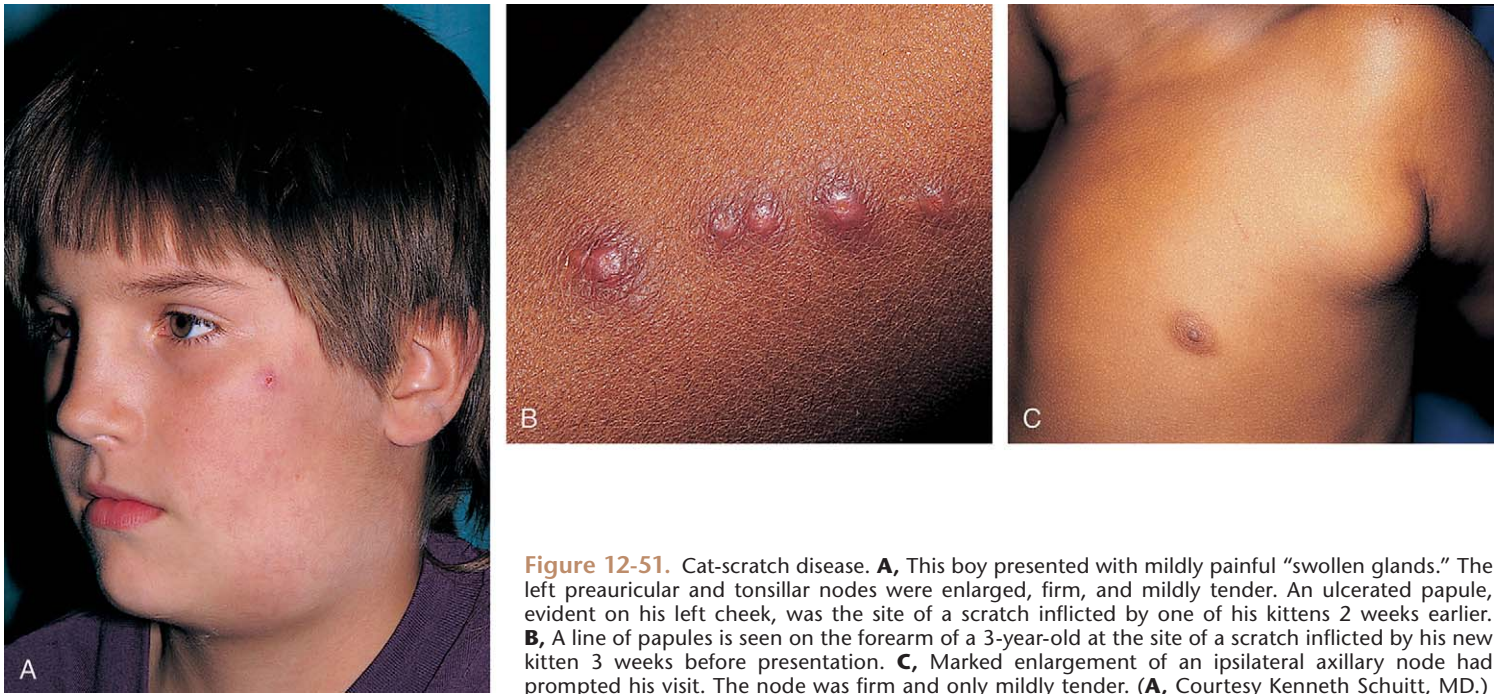 A
B
C
Figure 12-51. Cat-scratch disease. A, This boy presented with mildly painful “swollen glands.” The
left preauricular and tonsillar nodes were enlarged, firm, and mildly tender. An ulcerated papule,
evident on his left cheek, was the site of a scratch inflicted by one of his kittens 2 weeks earlier.
B, A line of papules is seen on the forearm of a 3-year-old at the site of a scratch inflicted by his new
kitten 3 weeks before presentation. C, Marked enlargement of an ipsilateral axillary node had
prompted his visit. The node was firm and only mildly tender. (A, Courtesy Kenneth Schuitt, MD.)